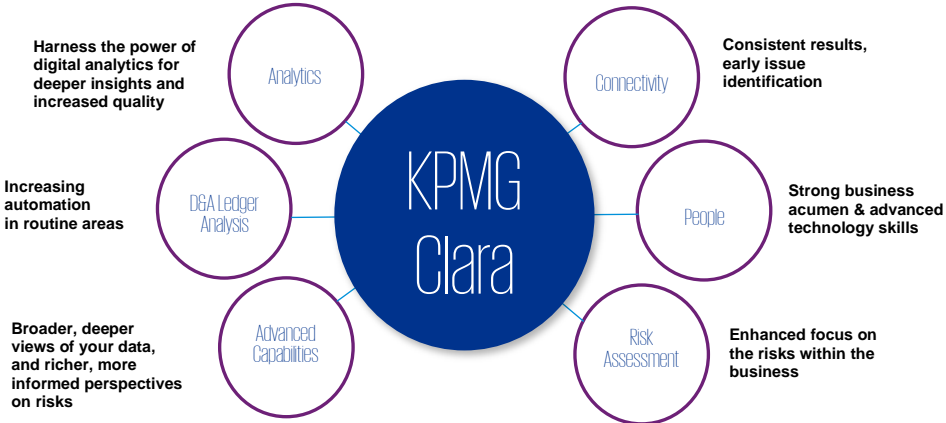 Harness the power of
digital analytics for
deeper insights and
increased quality
Analytics
Connectivity
Consistent results,
early issue
identification
KPMG
Clara
Increasing
automation
in routine areas
D&A Ledger
Analysis
People
Strong business
acumen & advanced
technology skills
Broader, deeper
views of your data,
and richer, more
informed perspectives
on risks
Advanced
Capabilities
Risk
Assessment
Enhanced focus on
the risks within the
business